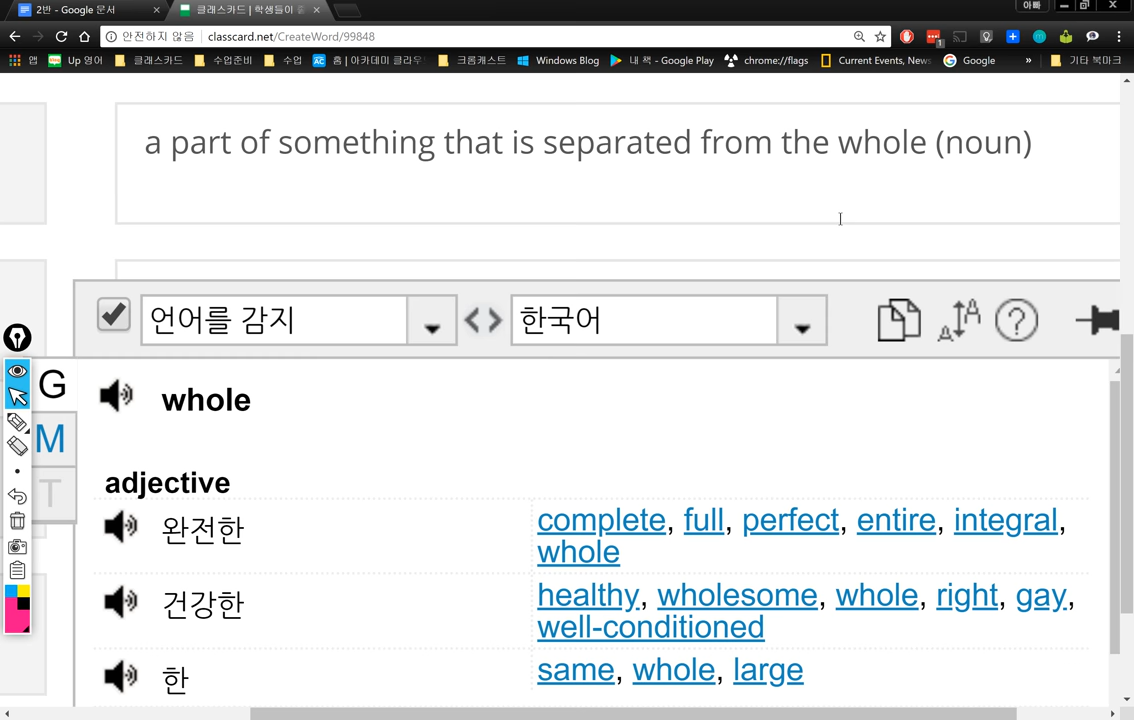 2반 - Google 문서
클래스카드 | 학생들이 좋
아빠
안전하지 않음
classcard.net/CreateWord/99848
앱
Up 영어
클래스카드
수업준비
수업
홈 | 아카데미 클라우
크롬캐스트
Windows Blog
내 책 - Google Play
chrome://flags
Current Events, News
Google
»
기타 북마크
a part of something that is separated from the whole (noun)
언어를 감지
한국어
G
M
T
whole
adjective
완전한
complete, full, perfect, entire, integral,
whole
건강한
healthy, wholesome, whole, right, gay,
well-conditioned
한
same, whole, large